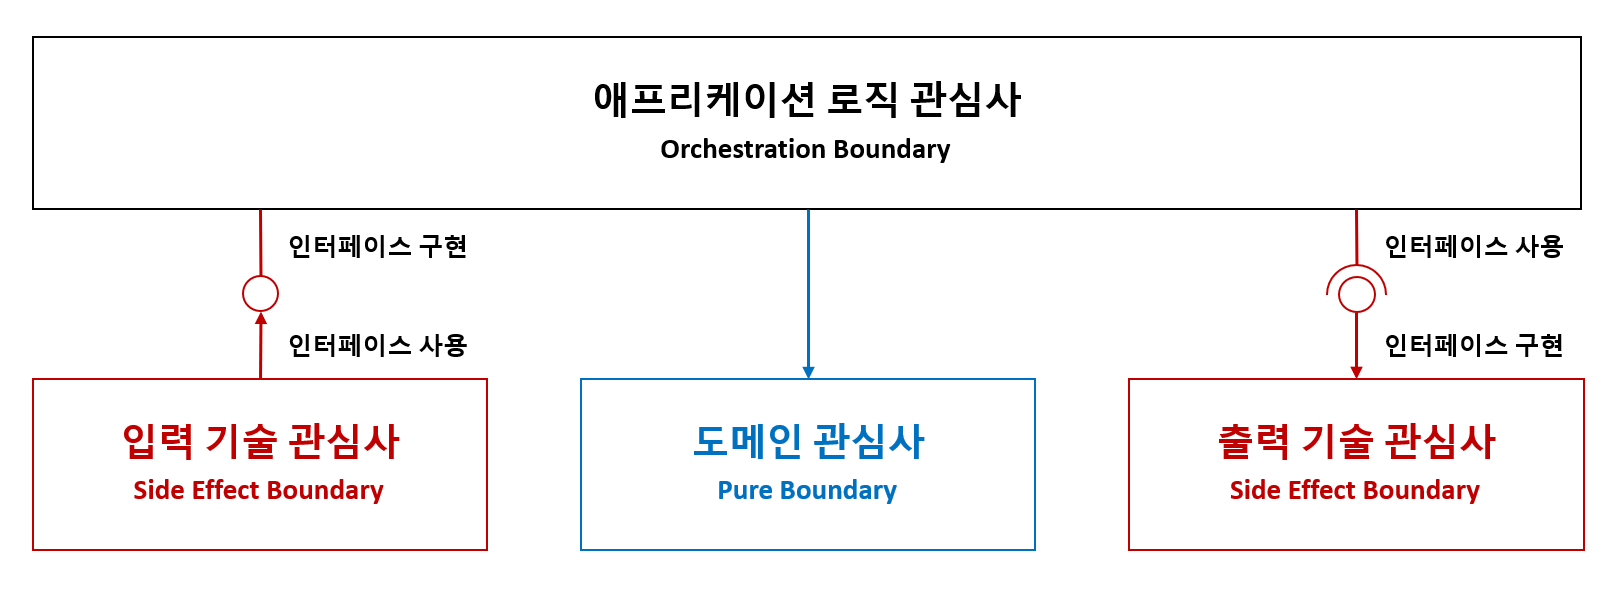 애프리케이션 로직 관심사
Orchestration Boundary
인터페이스 구현
인터페이스 사용
인터페이스 사용
인터페이스 구현
입력 기술 관심사
Side Effect Boundary
도메인 관심사
Pure Boundary
출력 기술 관심사
Side Effect Boundary